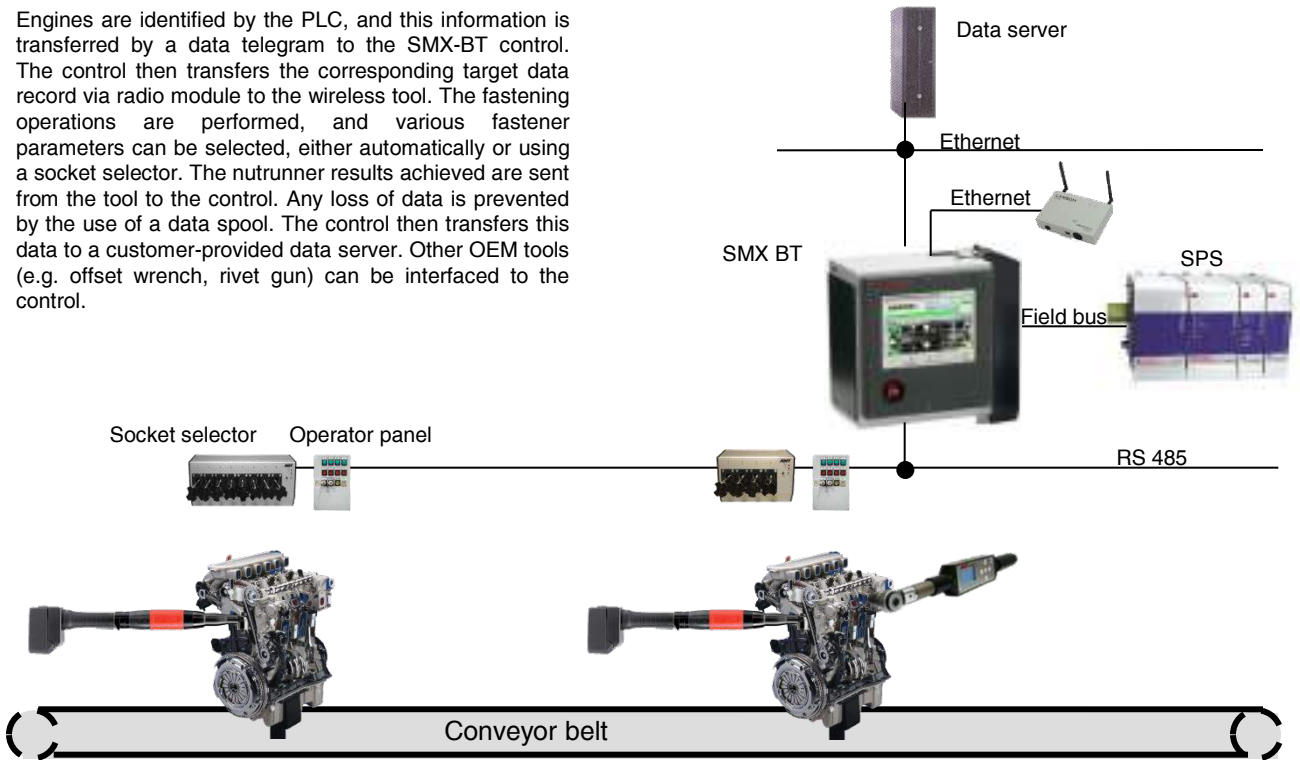 Engines are identified by the PLC, and this information is
transferred by a data telegram to the SMX-BT control.
The control then transfers the corresponding target data
record via radio module to the wireless tool. The fastening
operations are performed, and various fastener
parameters can be selected, either automatically or using
a socket selector. The nutrunner results achieved are sent
from the tool to the control. Any loss of data is prevented
by the use of a data spool. The control then transfers this
data to a customer-provided data server. Other OEM tools
(e.g. offset wrench, rivet gun) can be interfaced to the
control.
Data server
Ethernet
Ethernet
SMX BT
SPS
Field bus
Socket selector
Operator panel
RS 485
Conveyor belt